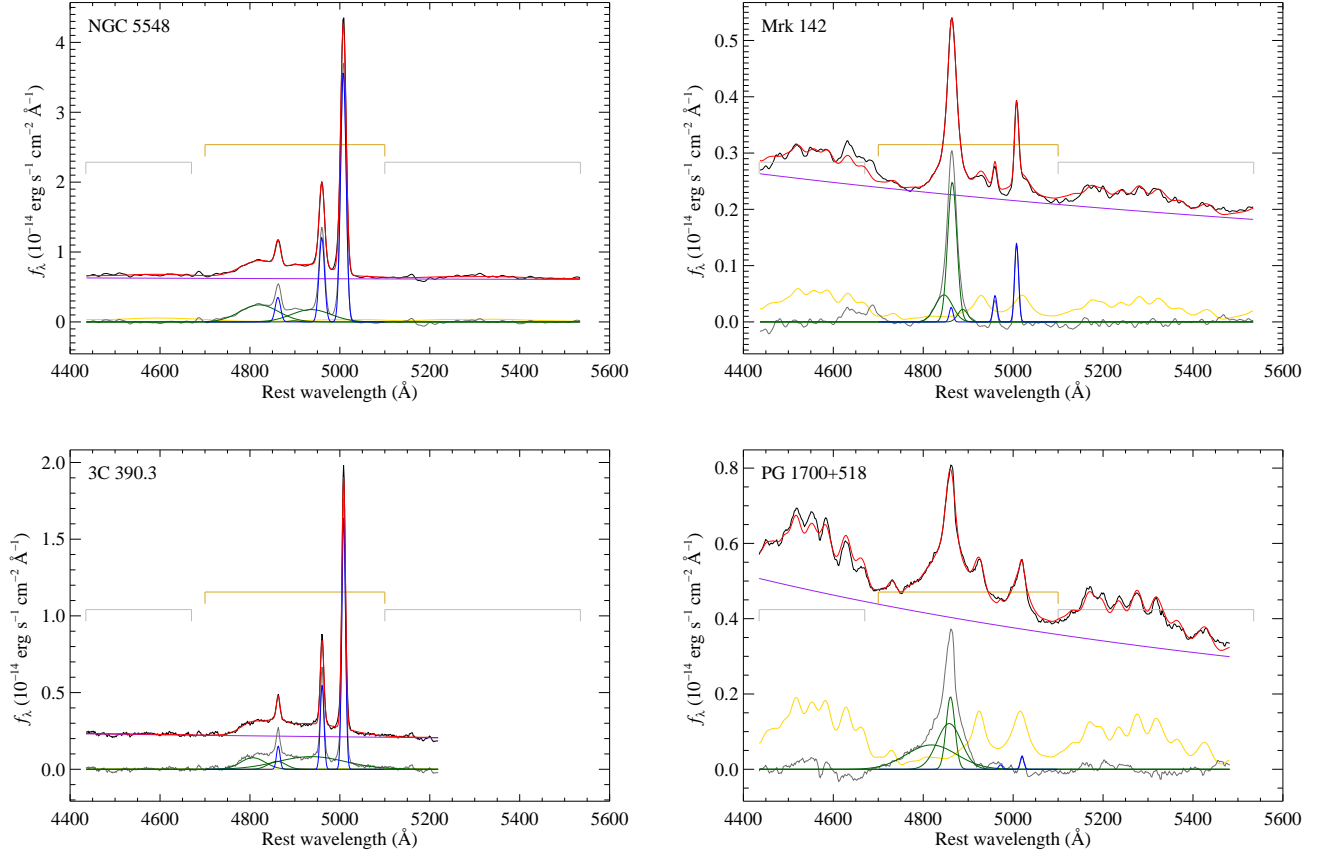 NGC 5548
4
3
2
1
0
f_λ (10⁻¹⁴ erg s⁻¹ cm⁻² Å⁻¹)
4400 4600 4800 5000 5200 5400 5600
Rest wavelength (Å)
Mrk 142
0.5
0.4
0.3
0.2
0.1
0.0
f_λ (10⁻¹⁴ erg s⁻¹ cm⁻² Å⁻¹)
4400 4600 4800 5000 5200 5400 5600
Rest wavelength (Å)
3C 390.3
2.0
1.5
1.0
0.5
0.0
f_λ (10⁻¹⁴ erg s⁻¹ cm⁻² Å⁻¹)
4400 4600 4800 5000 5200 5400 5600
Rest wavelength (Å)
PG 1700+518
0.8
0.6
0.4
0.2
0.0
f_λ (10⁻¹⁴ erg s⁻¹ cm⁻² Å⁻¹)
4400 4600 4800 5000 5200 5400 5600
Rest wavelength (Å)